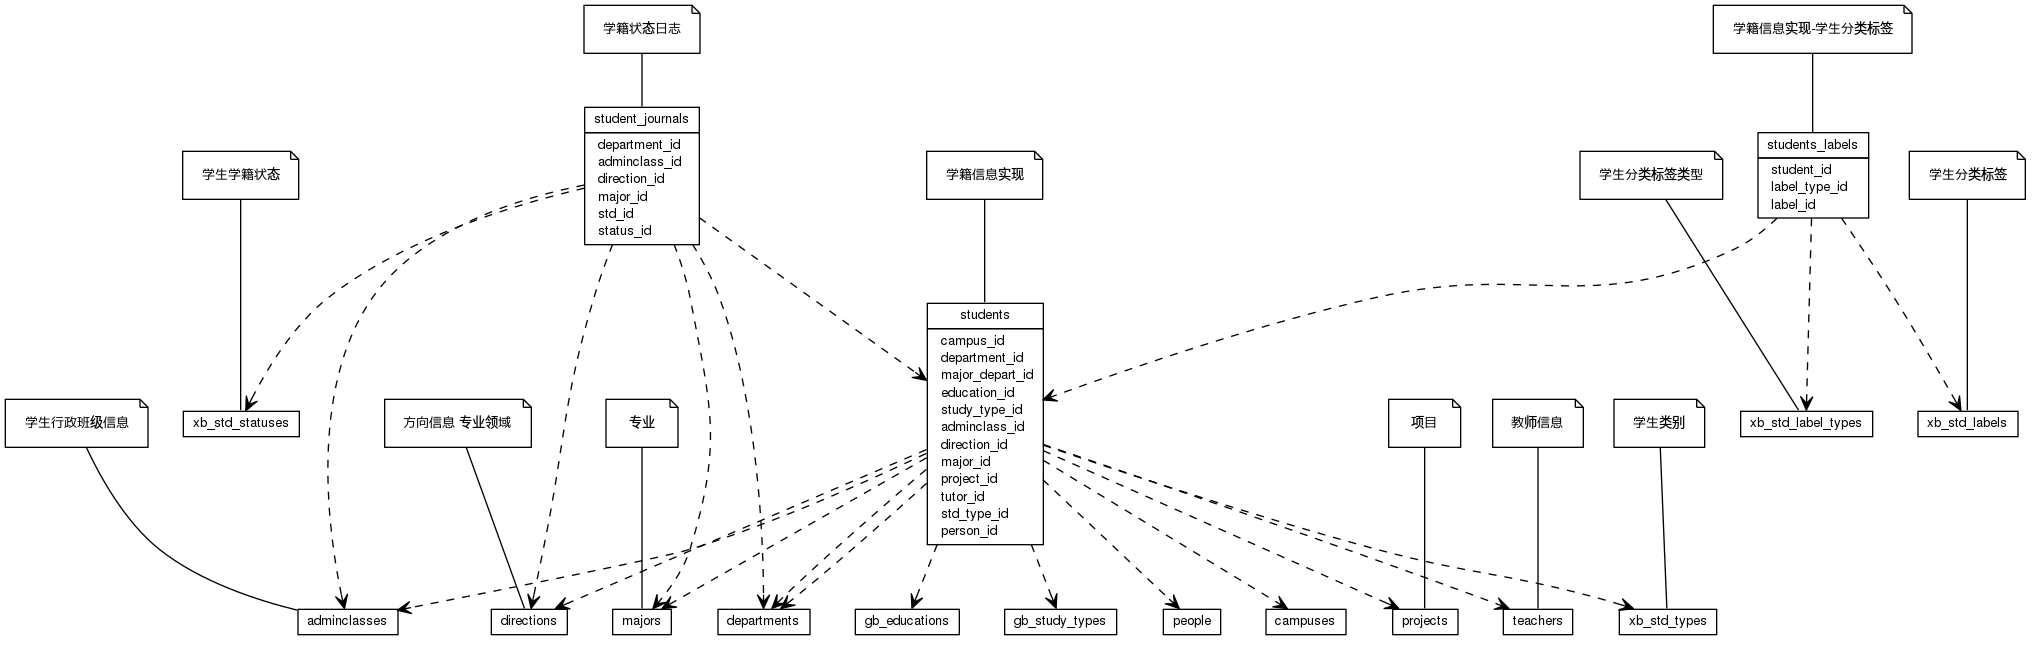 学籍状态日志
学籍信息实现-学生分类标签
student_journals
department_id
adminclass_id
direction_id
major_id
std_id
status_id
students_labels
student_id
label_type_id
label_id
学生学籍状态
学籍信息实现
学生分类标签类型
学生分类标签
students
campus_id
department_id
major_depart_id
education_id
study_type_id
adminclass_id
direction_id
major_id
project_id
tutor_id
std_type_id
person_id
学生行政班级信息
xb_std_statuses
方向信息 专业领域
专业
项目
教师信息
学生类别
xb_std_label_types
xb_std_labels
adminclasses
directions
majors
departments
gb_educations
gb_study_types
people
campuses
projects
teachers
xb_std_types